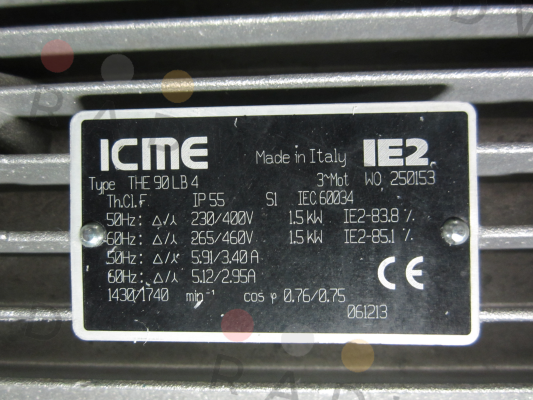 ICME Made in Italy IE2
Type THE 90 LB 4 3~Mot WO 250153
Th.Cl.F IP 55 S1 IEC 60034
50Hz: △/⅄ 230/400V 1.5 kW IE2-83.8 %
60Hz: △/⅄ 265/460V 1.5 kW IE2-85.1 %
50Hz: △/⅄ 5.91/3.40 A
60Hz: △/⅄ 5.12/2.95A
1430/1740 min⁻¹ cos φ 0.76/0.75
CE
061213